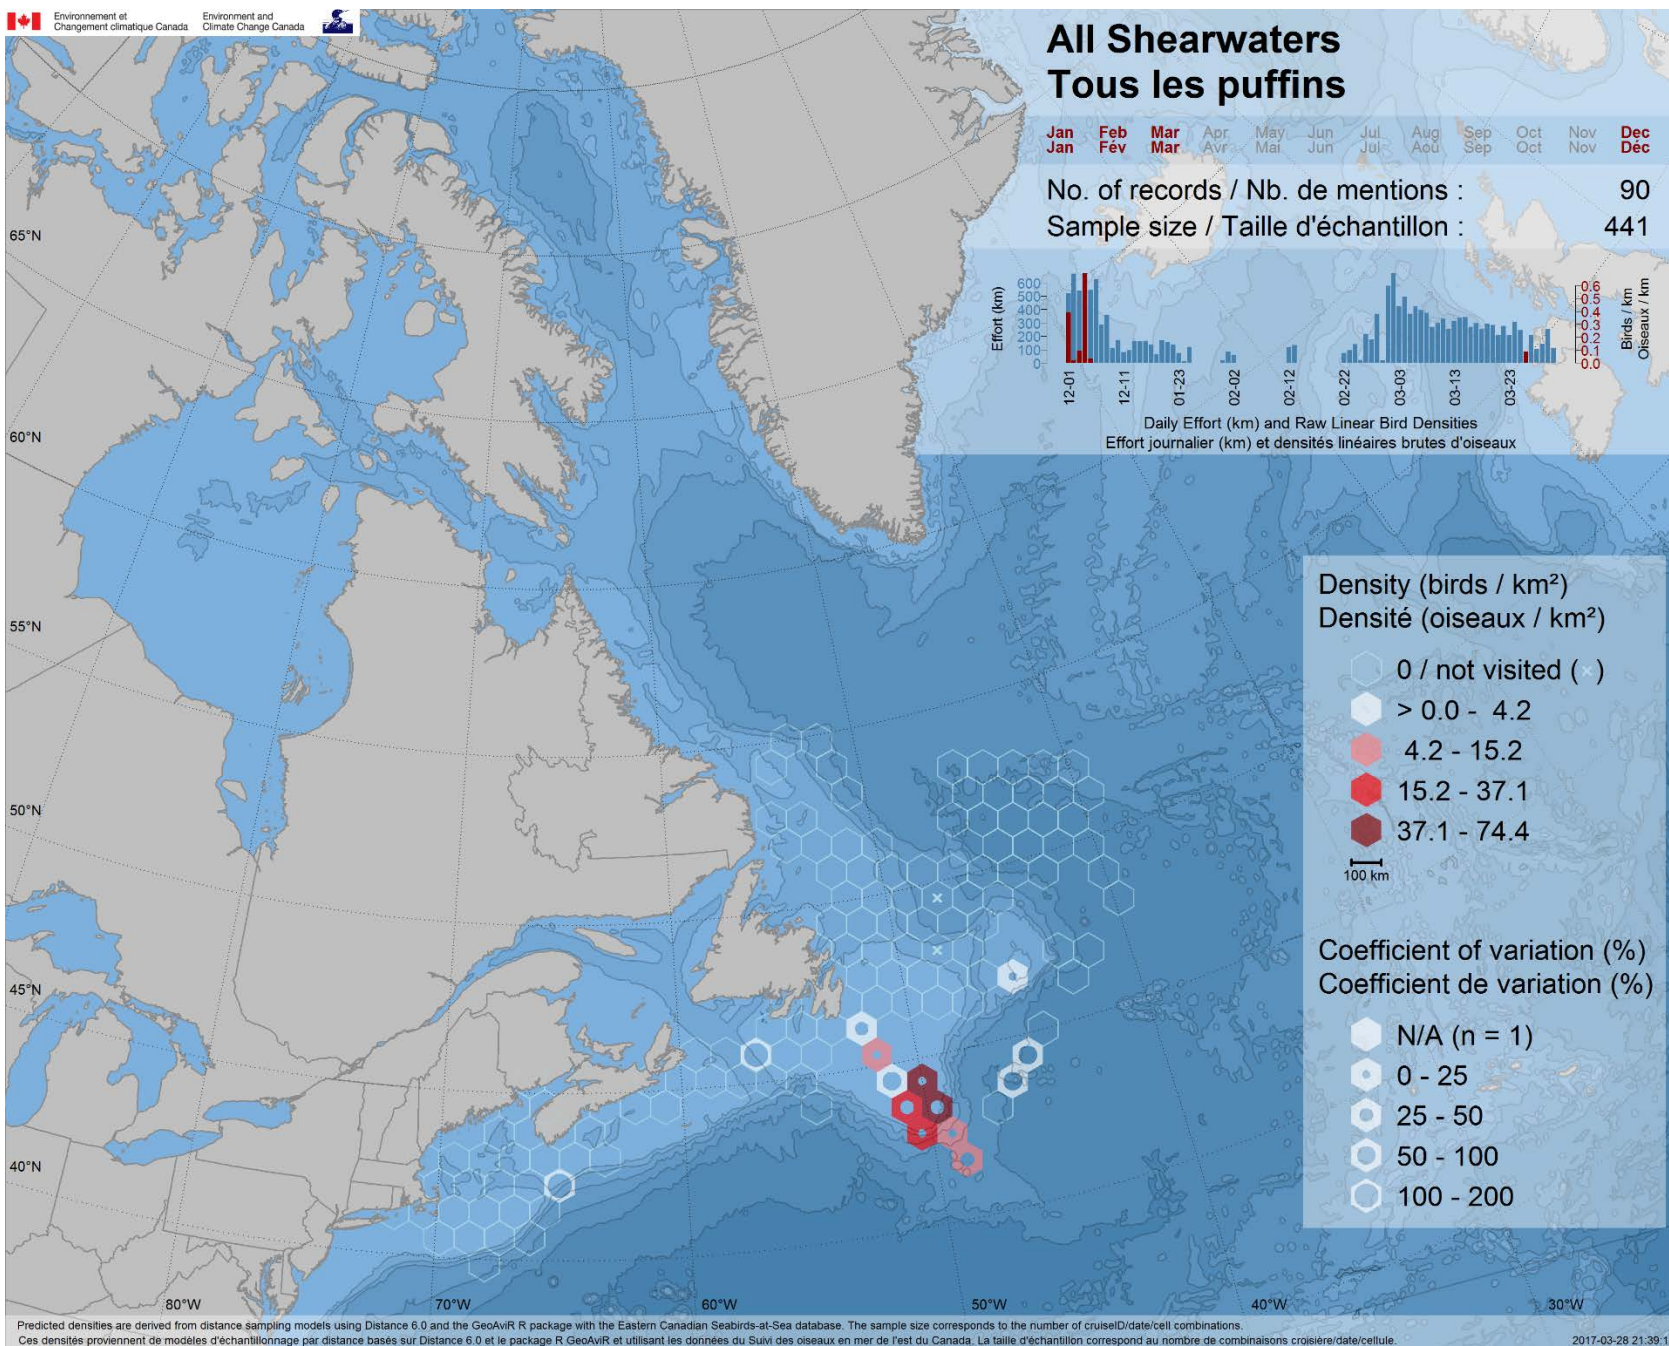 Environnement et
Changement climatique Canada
Environment and
Climate Change Canada
All Shearwaters
Tous les puffins
Jan Feb Mar Apr May Jun Jul Aug Sep Oct Nov Dec
Jan Fév Mar Avr Mai Jun Jul Aoû Sep Oct Nov Déc
No. of records / Nb. de mentions : 90
Sample size / Taille d'échantillon : 441
Effort (km)
600
500
400
300
200
100
0
0.6
0.5
0.4
0.3
0.2
0.1
0.0
Birds / km
Oiseaux / km
12-01 12-11 01-23 02-02 02-12 02-22 03-03 03-13 03-23
Daily Effort (km) and Raw Linear Bird Densities
Effort journalier (km) et densités linéaires brutes d'oiseaux
65°N
60°N
55°N
50°N
45°N
40°N
Density (birds / km²)
Densité (oiseaux / km²)
0 / not visited (×)
> 0.0 - 4.2
4.2 - 15.2
15.2 - 37.1
37.1 - 74.4
100 km
Coefficient of variation (%)
Coefficient de variation (%)
N/A (n = 1)
0 - 25
25 - 50
50 - 100
100 - 200
80°W 70°W 60°W 50°W 40°W 30°W
Predicted densities are derived from distance sampling models using Distance 6.0 and the GeoAviR R package with the Eastern Canadian Seabirds-at-Sea database. The sample size corresponds to the number of cruiseID/date/cell combinations.
Ces densités proviennent de modèles d'échantillonnage par distance basés sur Distance 6.0 et le package R GeoAviR et utilisant les données du Suivi des oiseaux en mer de l'est du Canada. La taille d'échantillon correspond au nombre de combinaisons croisière/date/cellule.
2017-03-28 21:39:1